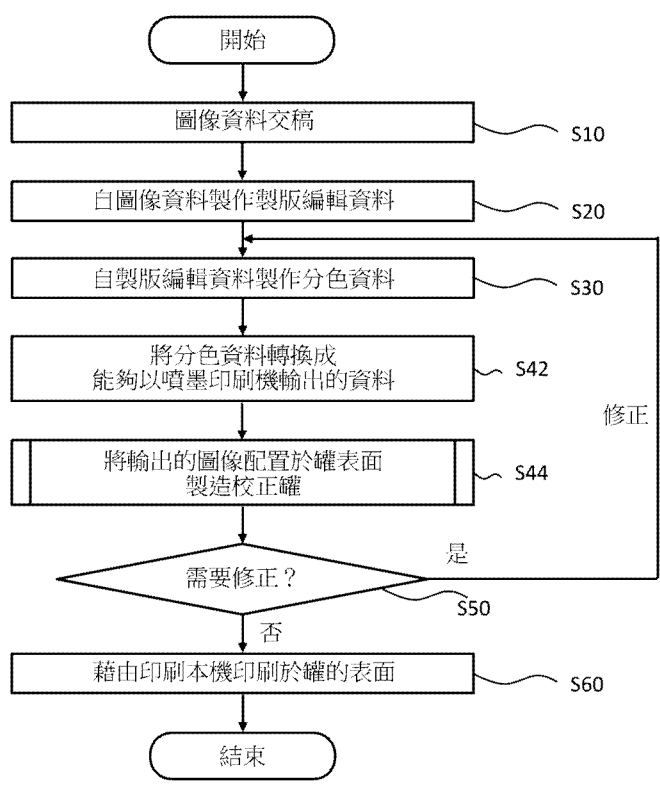 開始
圖像資料交稿
S10
自圖像資料製作製版編輯資料
S20
自製版編輯資料製作分色資料
S30
將分色資料轉換成
能夠以噴墨印刷機輸出的資料
S42
修正
將輸出的圖像配置於罐表面
製造校正罐
S44
需要修正？
是
S50
否
藉由印刷本機印刷於罐的表面
S60
結束